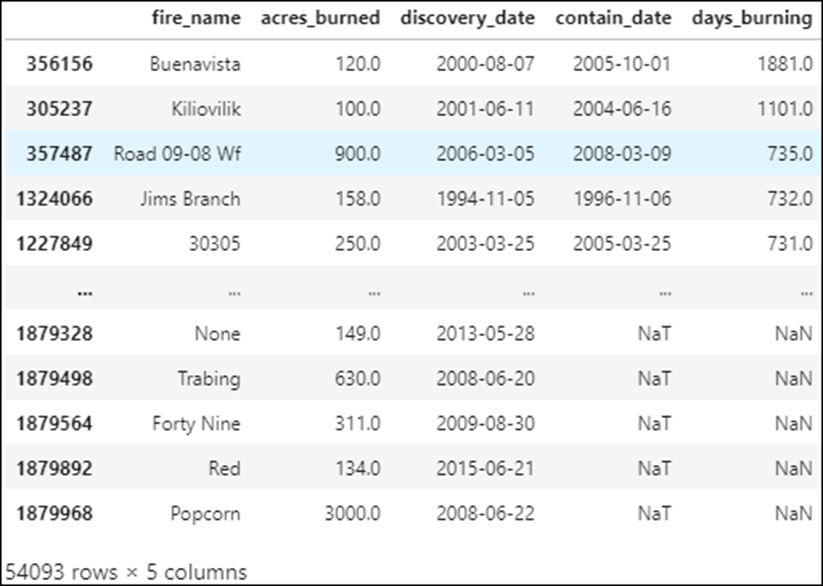 fire_name acres_burned discovery_date contain_date days_burning
356156 Buenavista 120.0 2000-08-07 2005-10-01 1881.0
305237 Kiliovilik 100.0 2001-06-11 2004-06-16 1101.0
357487 Road 09-08 Wf 900.0 2006-03-05 2008-03-09 735.0
1324066 Jims Branch 158.0 1994-11-05 1996-11-06 732.0
1227849 30305 250.0 2003-03-25 2005-03-25 731.0
... ... ... ... ... ...
1879328 None 149.0 2013-05-28 NaT NaN
1879498 Trabing 630.0 2008-06-20 NaT NaN
1879564 Forty Nine 311.0 2009-08-30 NaT NaN
1879892 Red 134.0 2015-06-21 NaT NaN
1879968 Popcorn 3000.0 2008-06-22 NaT NaN
54093 rows × 5 columns